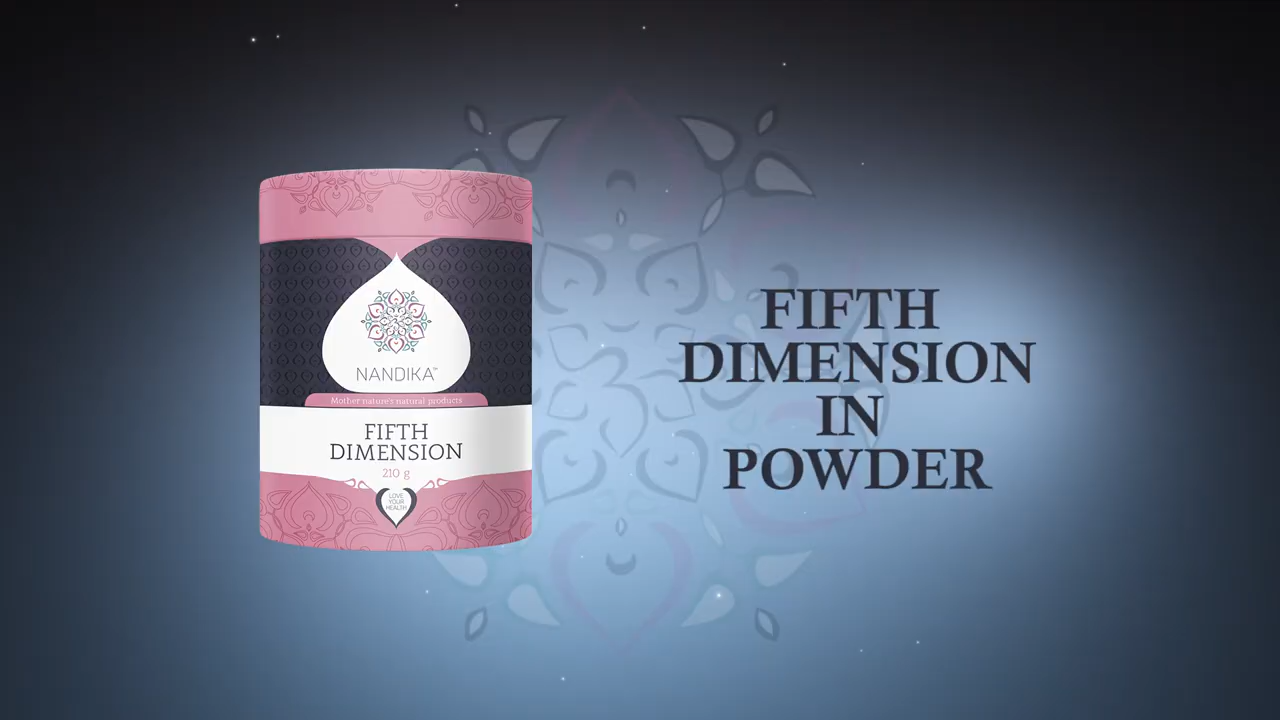 NANDIKA™
Mother nature's natural products
FIFTH
DIMENSION
210 g
LOVE
YOUR
HEALTH
FIFTH
DIMENSION
IN
POWDER